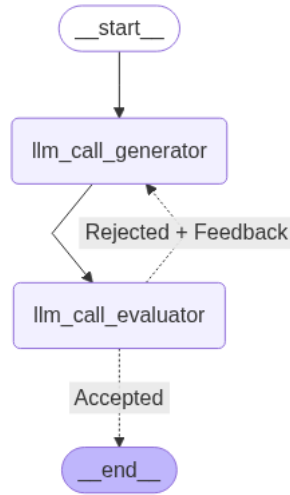 __start__
llm_call_generator
Rejected + Feedback
llm_call_evaluator
Accepted
__end__